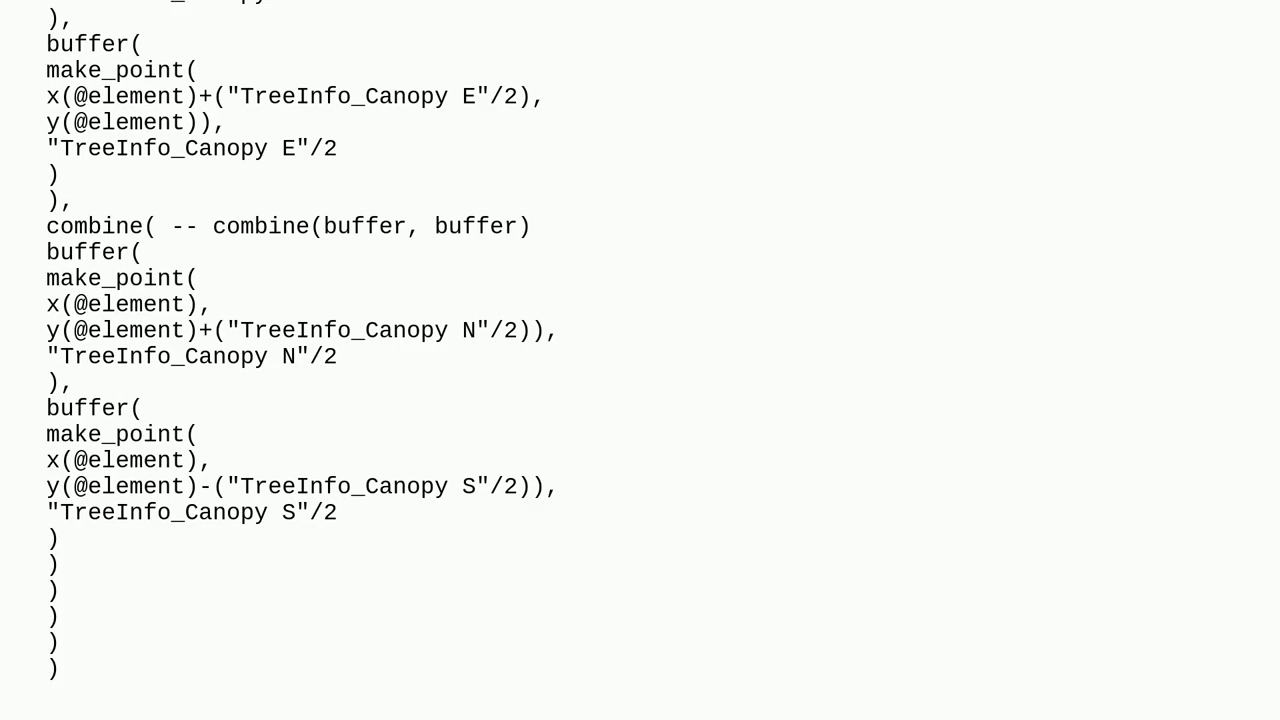 ),
buffer(
make_point(
x(@element)+("TreeInfo_Canopy E"/2),
y(@element)),
"TreeInfo_Canopy E"/2
)
),
combine( -- combine(buffer, buffer)
buffer(
make_point(
x(@element),
y(@element)+("TreeInfo_Canopy N"/2)),
"TreeInfo_Canopy N"/2
),
buffer(
make_point(
x(@element),
y(@element)-("TreeInfo_Canopy S"/2)),
"TreeInfo_Canopy S"/2
)
)
)
)
)
)